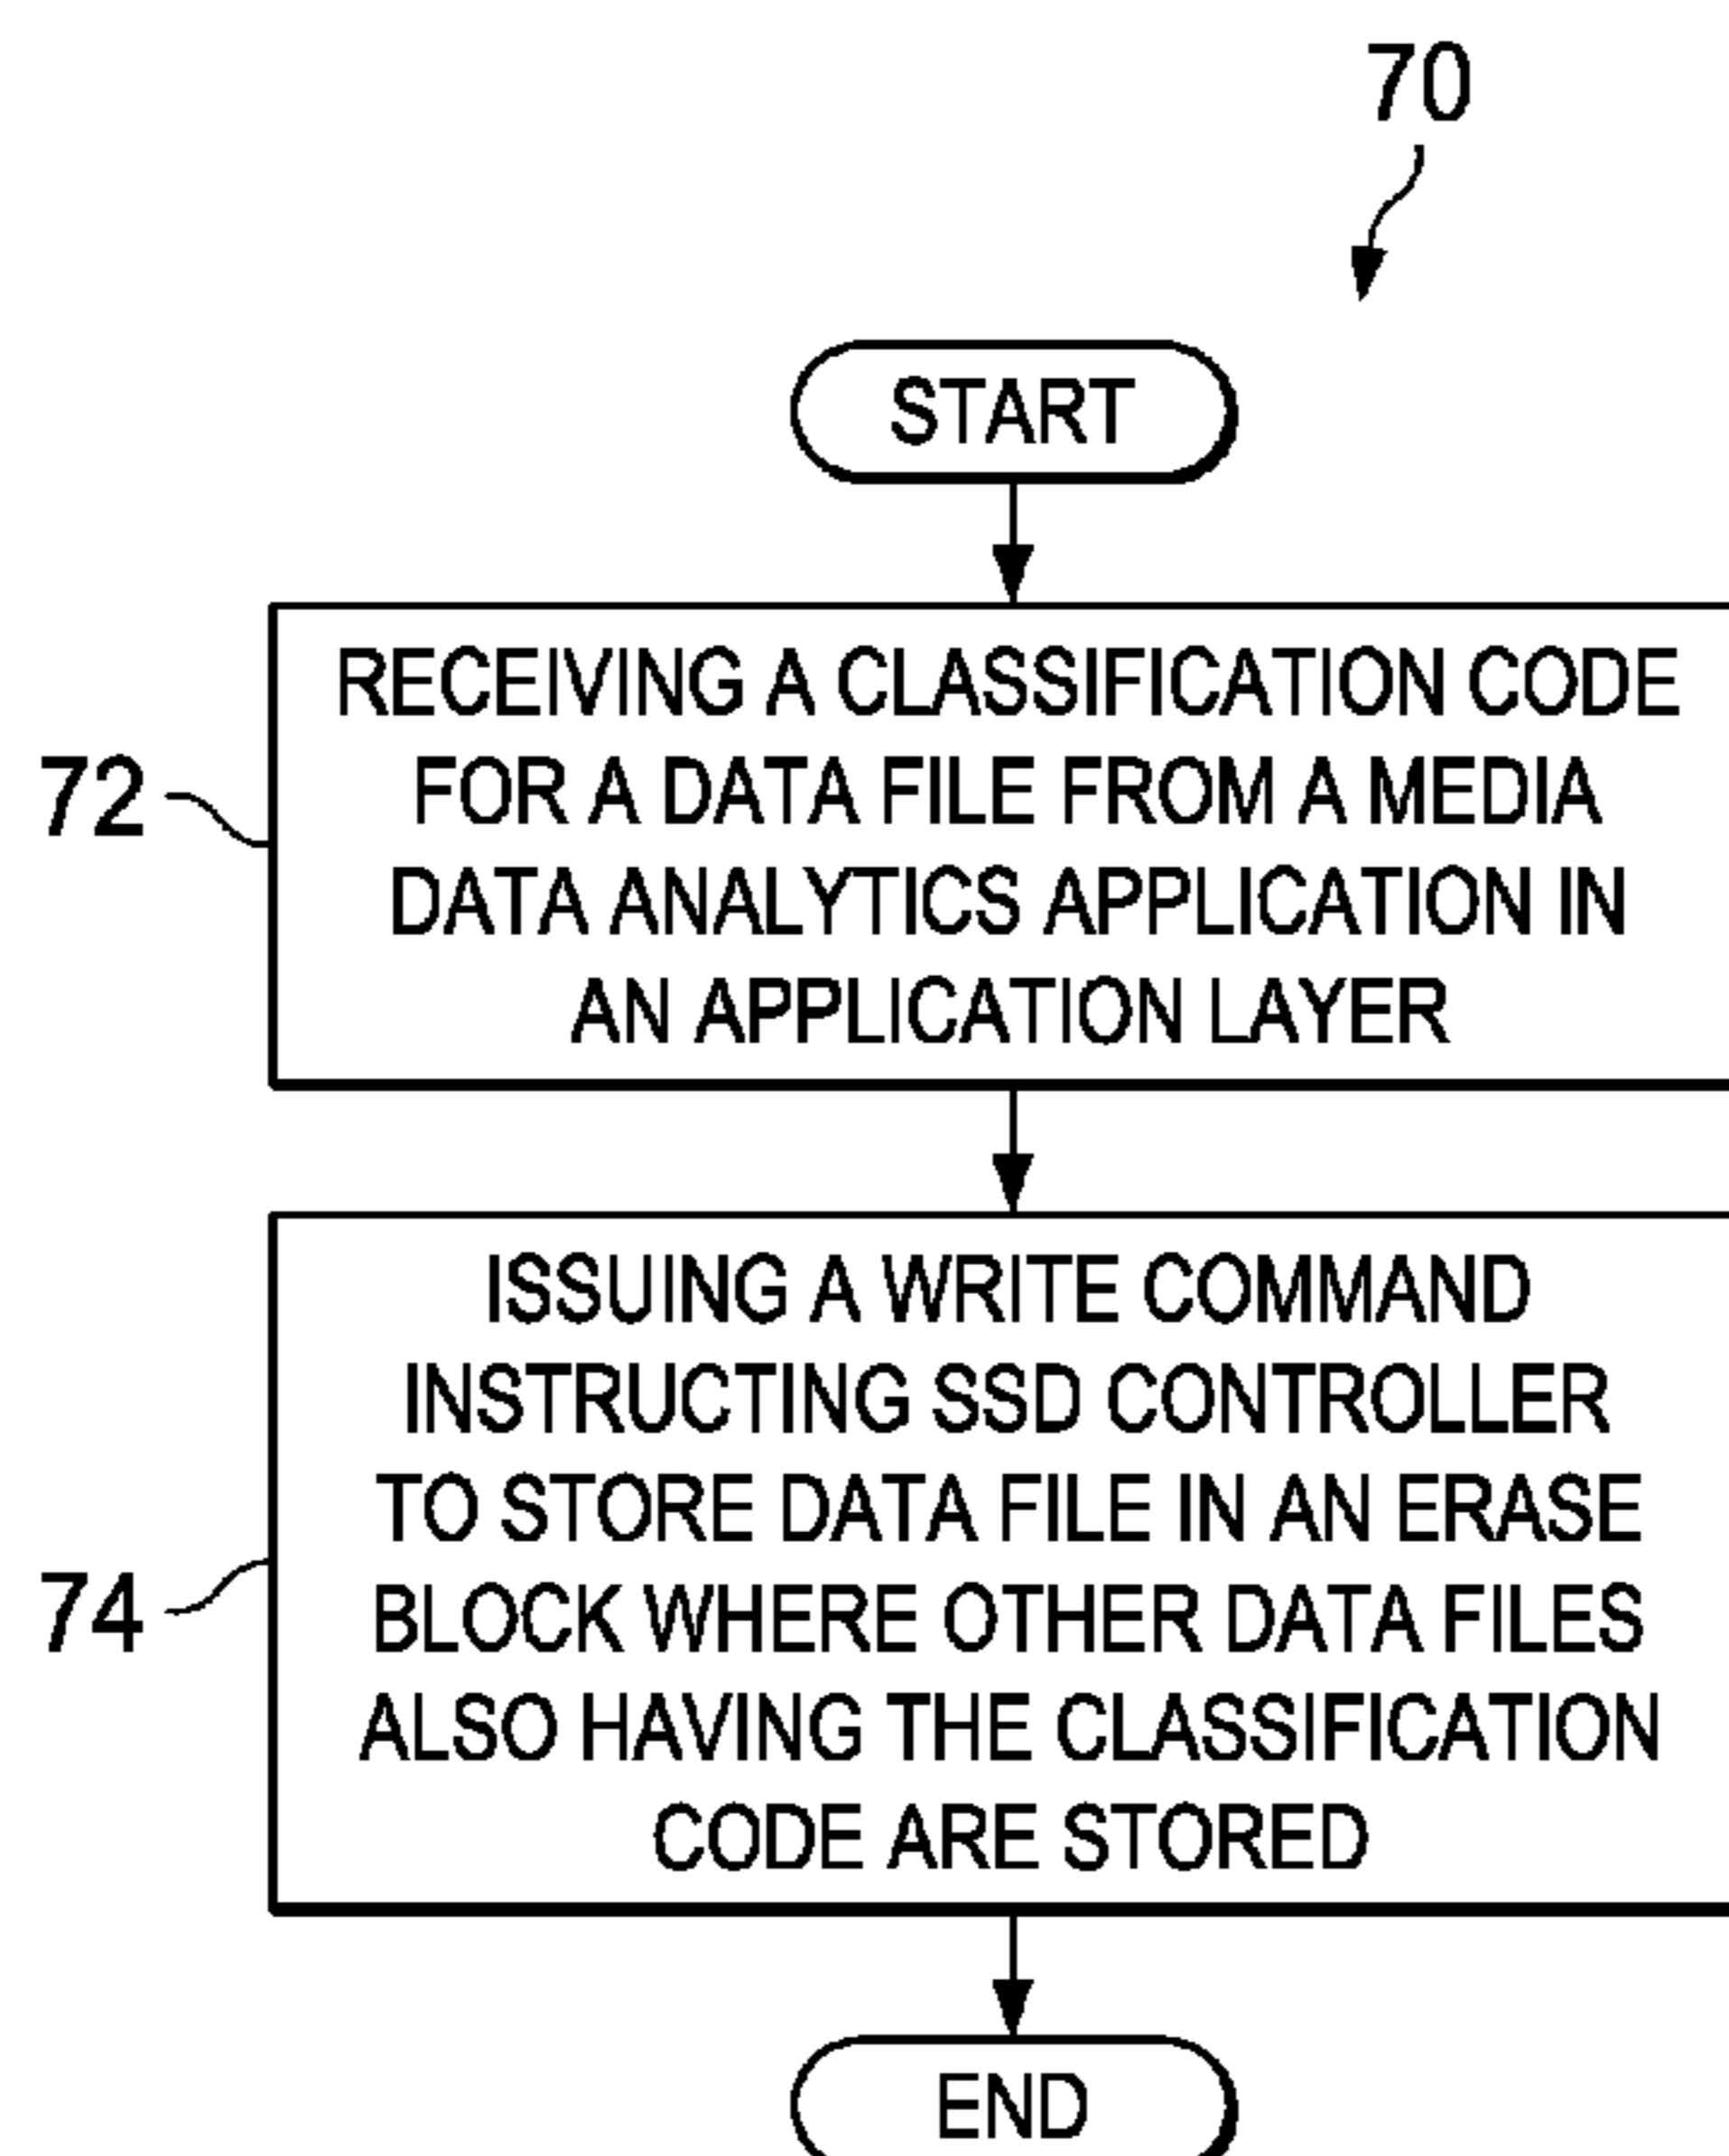 70
START
RECEIVING A CLASSIFICATION CODE
FOR A DATA FILE FROM A MEDIA
DATA ANALYTICS APPLICATION IN
AN APPLICATION LAYER
72
ISSUING A WRITE COMMAND
INSTRUCTING SSD CONTROLLER
TO STORE DATA FILE IN AN ERASE
BLOCK WHERE OTHER DATA FILES
ALSO HAVING THE CLASSIFICATION
CODE ARE STORED
74
END